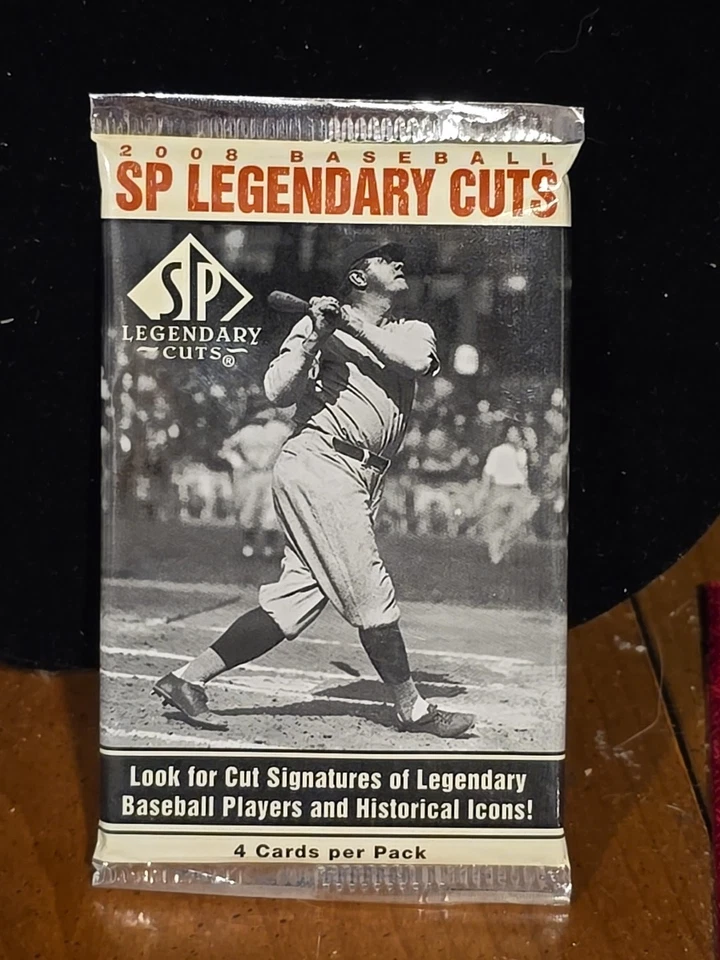 2008 BASEBALL
SP LEGENDARY CUTS
SP
LEGENDARY
CUTS®
Look for Cut Signatures of Legendary
Baseball Players and Historical Icons!
4 Cards per Pack